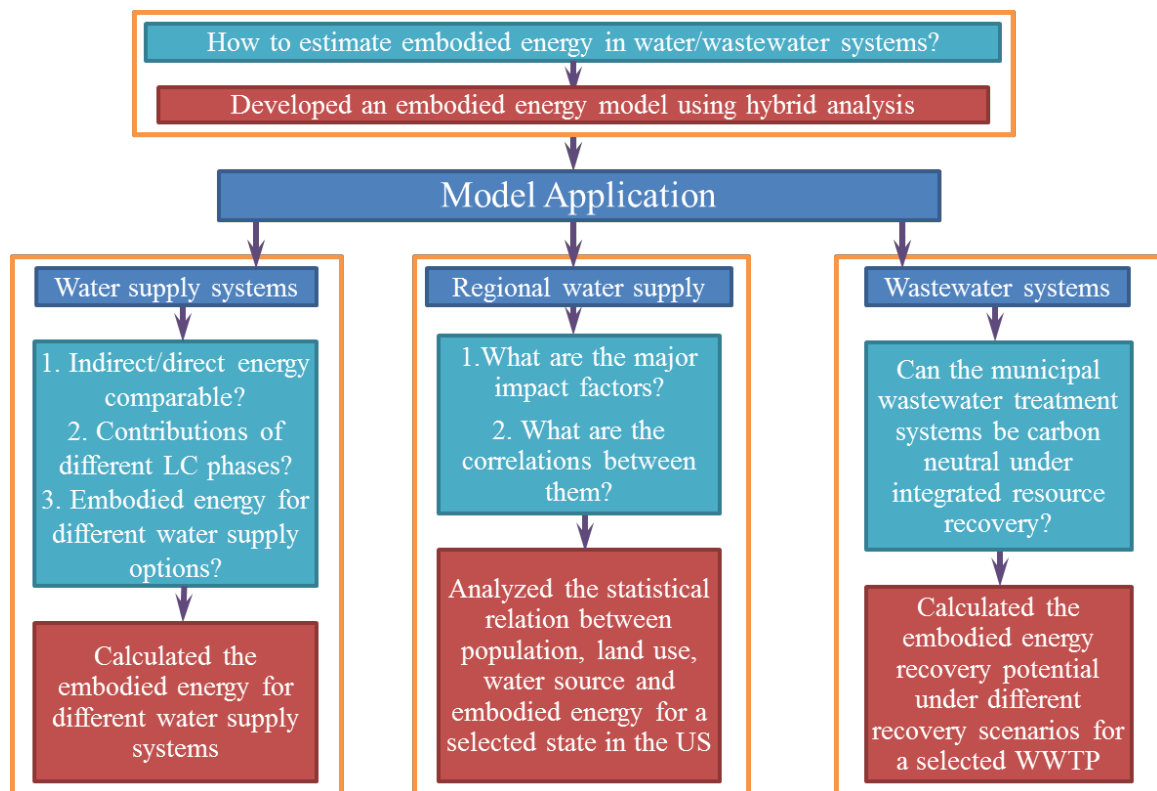 How to estimate embodied energy in water/wastewater systems?
Developed an embodied energy model using hybrid analysis
Model Application
Water supply systems
1. Indirect/direct energy
comparable?
2. Contributions of
different LC phases?
3. Embodied energy for
different water supply
options?
Calculated the
embodied energy for
different water supply
systems
Regional water supply
1.What are the major
impact factors?
2. What are the
correlations between
them?
Analyzed the statistical
relation between
population, land use,
water source and
embodied energy for a
selected state in the US
Wastewater systems
Can the municipal
wastewater treatment
systems be carbon
neutral under
integrated resource
recovery?
Calculated the
embodied energy
recovery potential
under different
recovery scenarios for
a selected WWTP